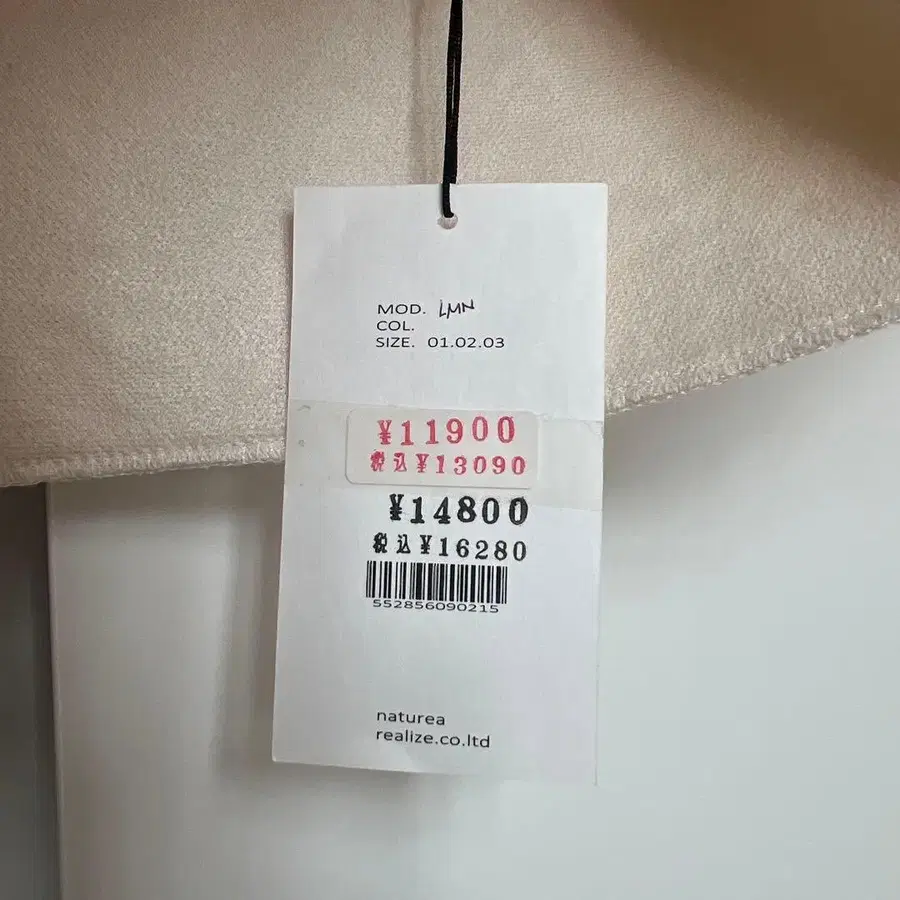 MOD. LMN
COL.
SIZE. 01.02.03
¥11900
税込¥13090
¥14800
税込¥16280
552856090215
naturea
realize.co.ltd